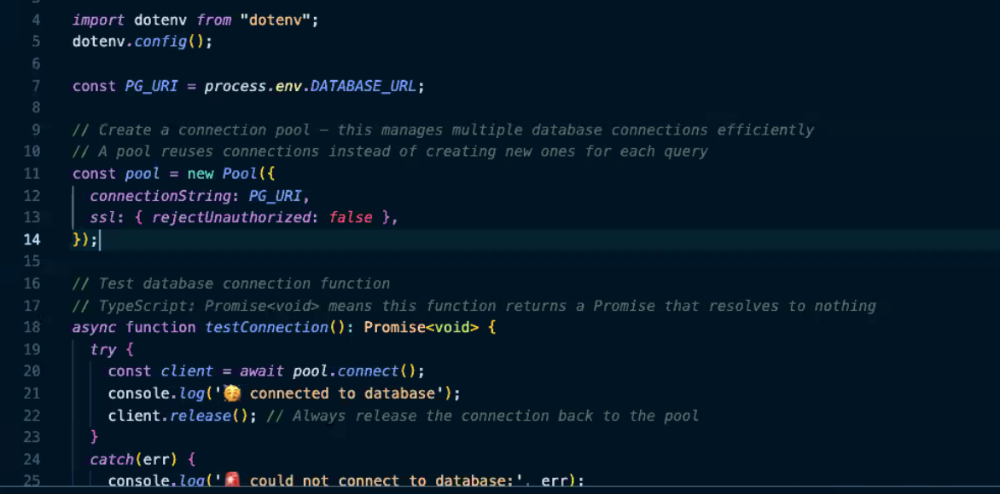 4 import dotenv from "dotenv";
5 dotenv.config();
6
7 const PG_URI = process.env.DATABASE_URL;
8
9 // Create a connection pool – this manages multiple database connections efficiently
10 // A pool reuses connections instead of creating new ones for each query
11 const pool = new Pool({
12   connectionString: PG_URI,
13   ssl: { rejectUnauthorized: false },
14 });
15
16 // Test database connection function
17 // TypeScript: Promise<void> means this function returns a Promise that resolves to nothing
18 async function testConnection(): Promise<void> {
19   try {
20     const client = await pool.connect();
21     console.log('🥳 connected to database');
22     client.release(); // Always release the connection back to the pool
23   }
24   catch(err) {
25     console.log('🚨 could not connect to database:', err);